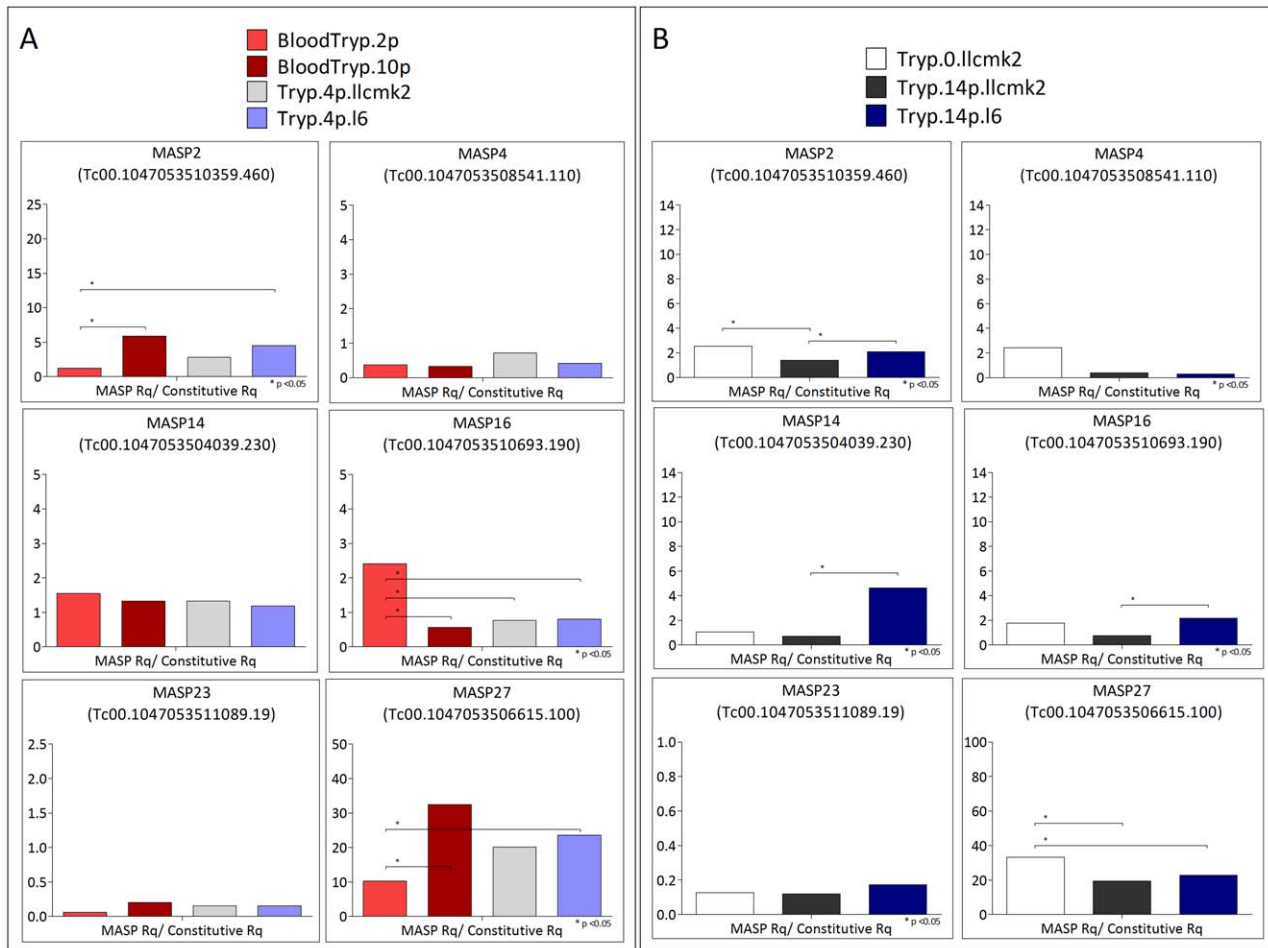 A
BloodTryp.2p
BloodTryp.10p
Tryp.4p.llcmk2
Tryp.4p.l6
MASP2
(Tc00.1047053510359.460)
25
20
15
10
5
0
*
*
MASP Rq/ Constitutive Rq
* p <0.05
MASP4
(Tc00.1047053508541.110)
5
4
3
2
1
0
MASP Rq/ Constitutive Rq
MASP14
(Tc00.1047053504039.230)
5
4
3
2
1
0
MASP Rq/ Constitutive Rq
MASP16
(Tc00.1047053510693.190)
5
4
3
2
1
0
*
*
*
MASP Rq/ Constitutive Rq
* p <0.05
MASP23
(Tc00.1047053511089.19)
2.5
2.0
1.5
1.0
0.5
0.0
MASP Rq/ Constitutive Rq
MASP27
(Tc00.1047053506615.100)
50
40
30
20
10
0
*
*
MASP Rq/ Constitutive Rq
* p <0.05
B
Tryp.0.llcmk2
Tryp.14p.llcmk2
Tryp.14p.l6
MASP2
(Tc00.1047053510359.460)
14
12
10
8
6
4
2
0
*
*
MASP Rq/ Constitutive Rq
* p <0.05
MASP4
(Tc00.1047053508541.110)
14
12
10
8
6
4
2
0
MASP Rq/ Constitutive Rq
* p <0.05
MASP14
(Tc00.1047053504039.230)
14
12
10
8
6
4
2
0
*
MASP Rq/ Constitutive Rq
* p <0.05
MASP16
(Tc00.1047053510693.190)
14
12
10
8
6
4
2
0
*
MASP Rq/ Constitutive Rq
* p <0.05
MASP23
(Tc00.1047053511089.19)
1.0
0.8
0.6
0.4
0.2
0.0
MASP Rq/ Constitutive Rq
* p <0.05
MASP27
(Tc00.1047053506615.100)
100
80
60
40
20
0
*
*
MASP Rq/ Constitutive Rq
* p <0.05